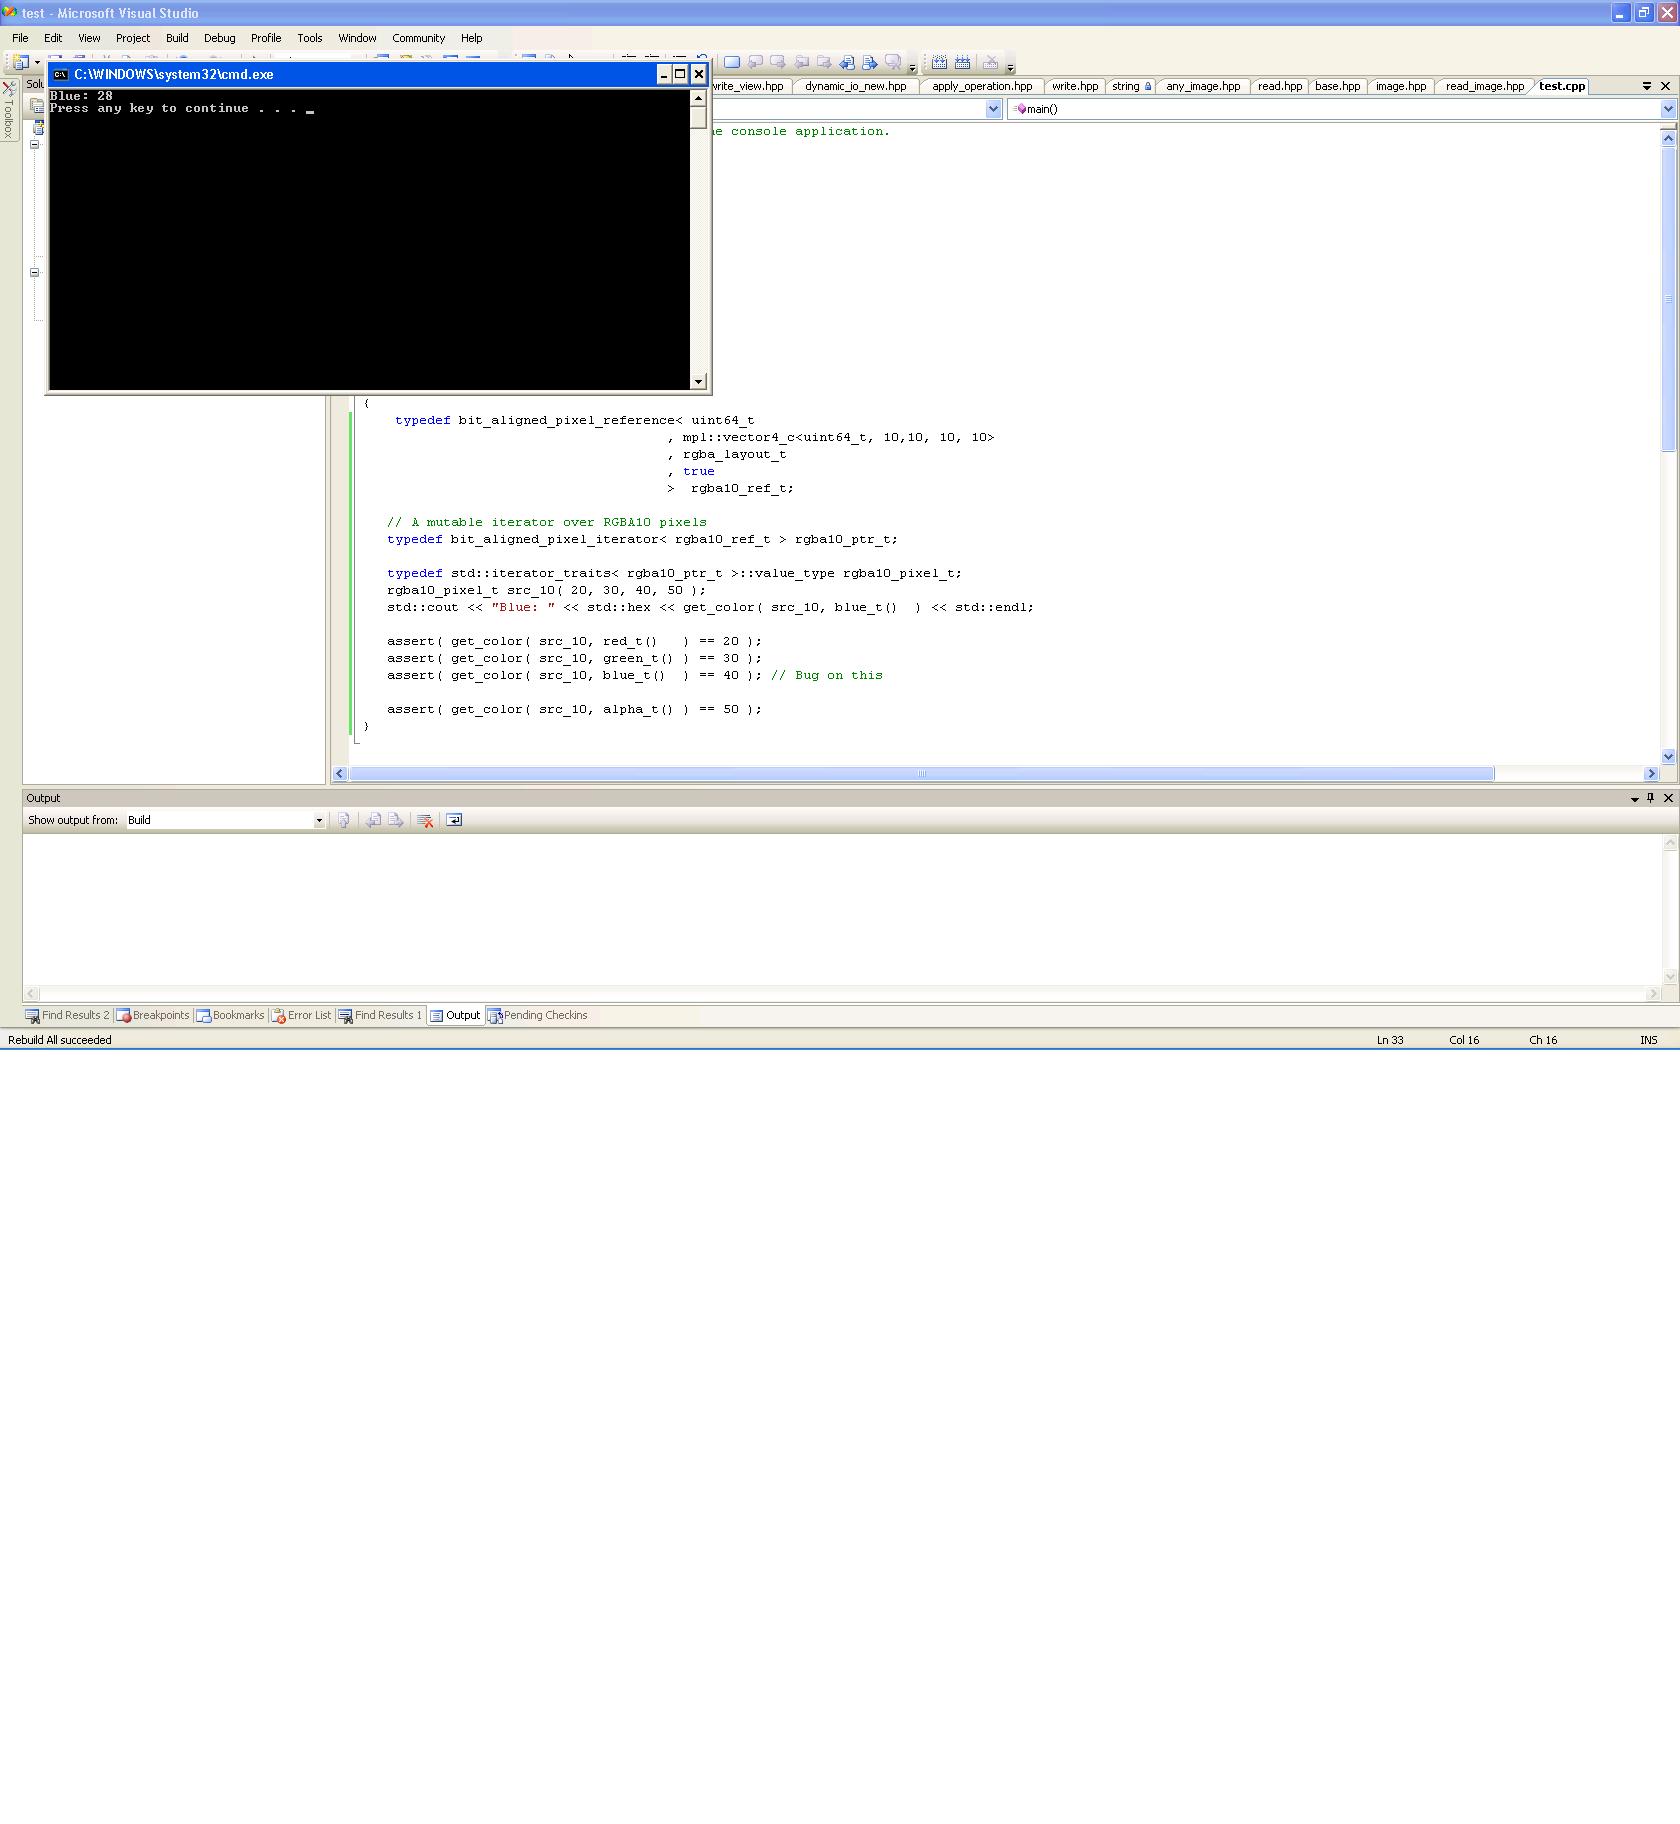 test - Microsoft Visual Studio
File Edit View Project Build Debug Profile Tools Window Community Help
C:\WINDOWS\system32\cmd.exe
Blue: 28
Press any key to continue . . . _
Toolbox
Solu
write_view.hpp dynamic_io_new.hpp apply_operation.hpp write.hpp string any_image.hpp read.hpp base.hpp image.hpp read_image.hpp test.cpp
main()
e console application.
{
typedef bit_aligned_pixel_reference< uint64_t
, mpl::vector4_c<uint64_t, 10,10, 10, 10>
, rgba_layout_t
, true
> rgba10_ref_t;
// A mutable iterator over RGBA10 pixels
typedef bit_aligned_pixel_iterator< rgba10_ref_t > rgba10_ptr_t;
typedef std::iterator_traits< rgba10_ptr_t >::value_type rgba10_pixel_t;
rgba10_pixel_t src_10( 20, 30, 40, 50 );
std::cout << "Blue: " << std::hex << get_color( src_10, blue_t() ) << std::endl;
assert( get_color( src_10, red_t() ) == 20 );
assert( get_color( src_10, green_t() ) == 30 );
assert( get_color( src_10, blue_t() ) == 40 ); // Bug on this
assert( get_color( src_10, alpha_t() ) == 50 );
}
Output
Show output from: Build
Find Results 2 Breakpoints Bookmarks Error List Find Results 1 Output Pending Checkins
Rebuild All succeeded Ln 33 Col 16 Ch 16 INS